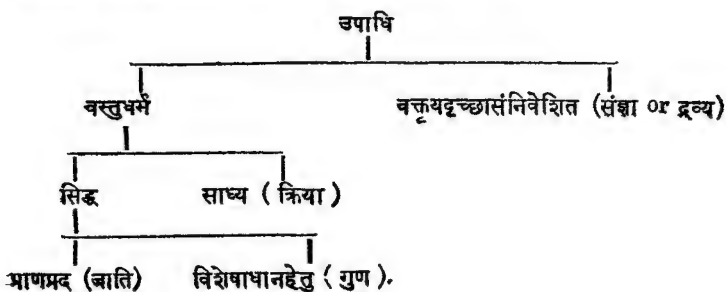 उपाधि
वस्तुधर्म वक्तृयदृच्छासंनिवेशित (संज्ञा or द्रव्य)
सिद्ध साध्य ( क्रिया )
प्राणप्रद (जाति) विशेषाधानहेतु ( गुण ).